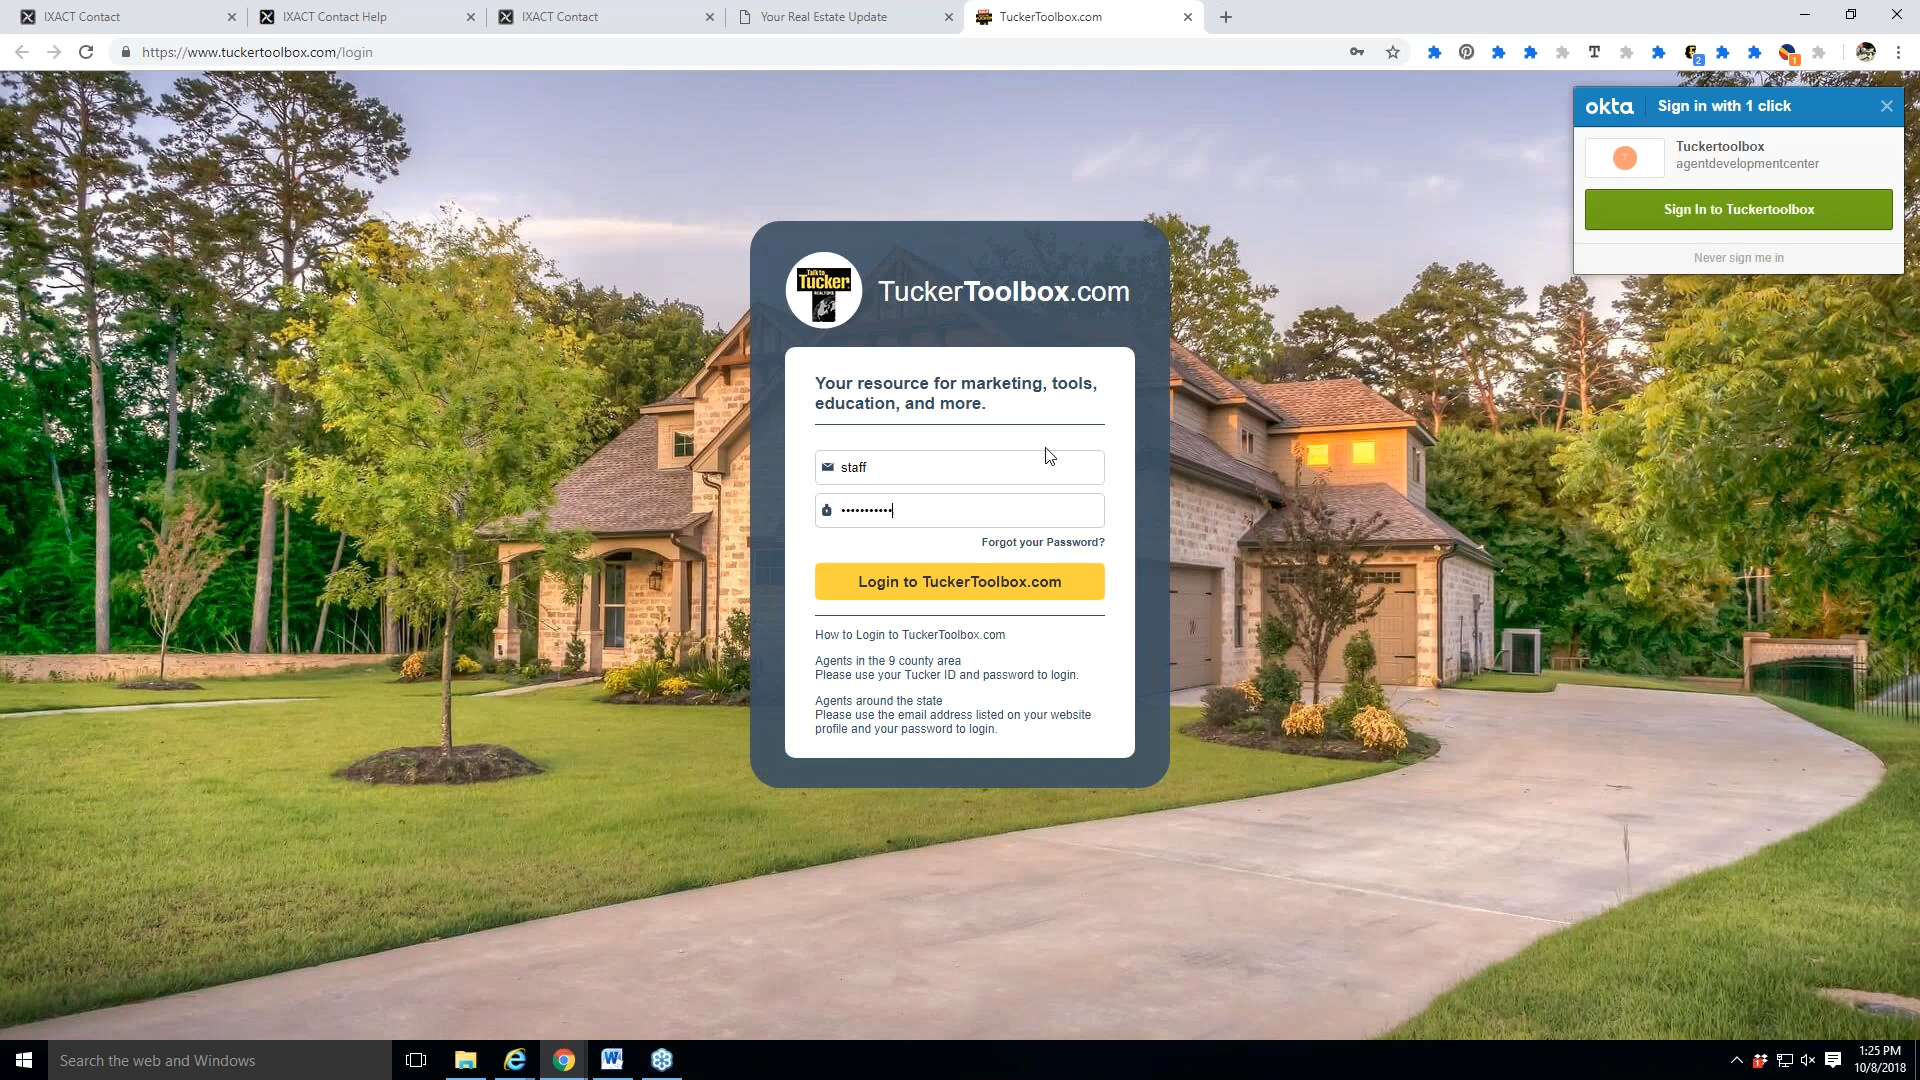 IXACT Contact
IXACT Contact Help
IXACT Contact
Your Real Estate Update
TuckerToolbox.com
https://www.tuckertoolbox.com/login
2
1
okta
Sign in with 1 click
Tuckertoolbox
agentdevelopmentcenter
Sign In to Tuckertoolbox
Never sign me in
Talk to
Tucker
REALTORS
TuckerToolbox.com
Your resource for marketing, tools,
education, and more.
staff
•••••••••••
Forgot your Password?
Login to TuckerToolbox.com
How to Login to TuckerToolbox.com
Agents in the 9 county area
Please use your Tucker ID and password to login.
Agents around the state
Please use the email address listed on your website
profile and your password to login.
Search the web and Windows
1:25 PM
10/8/2018